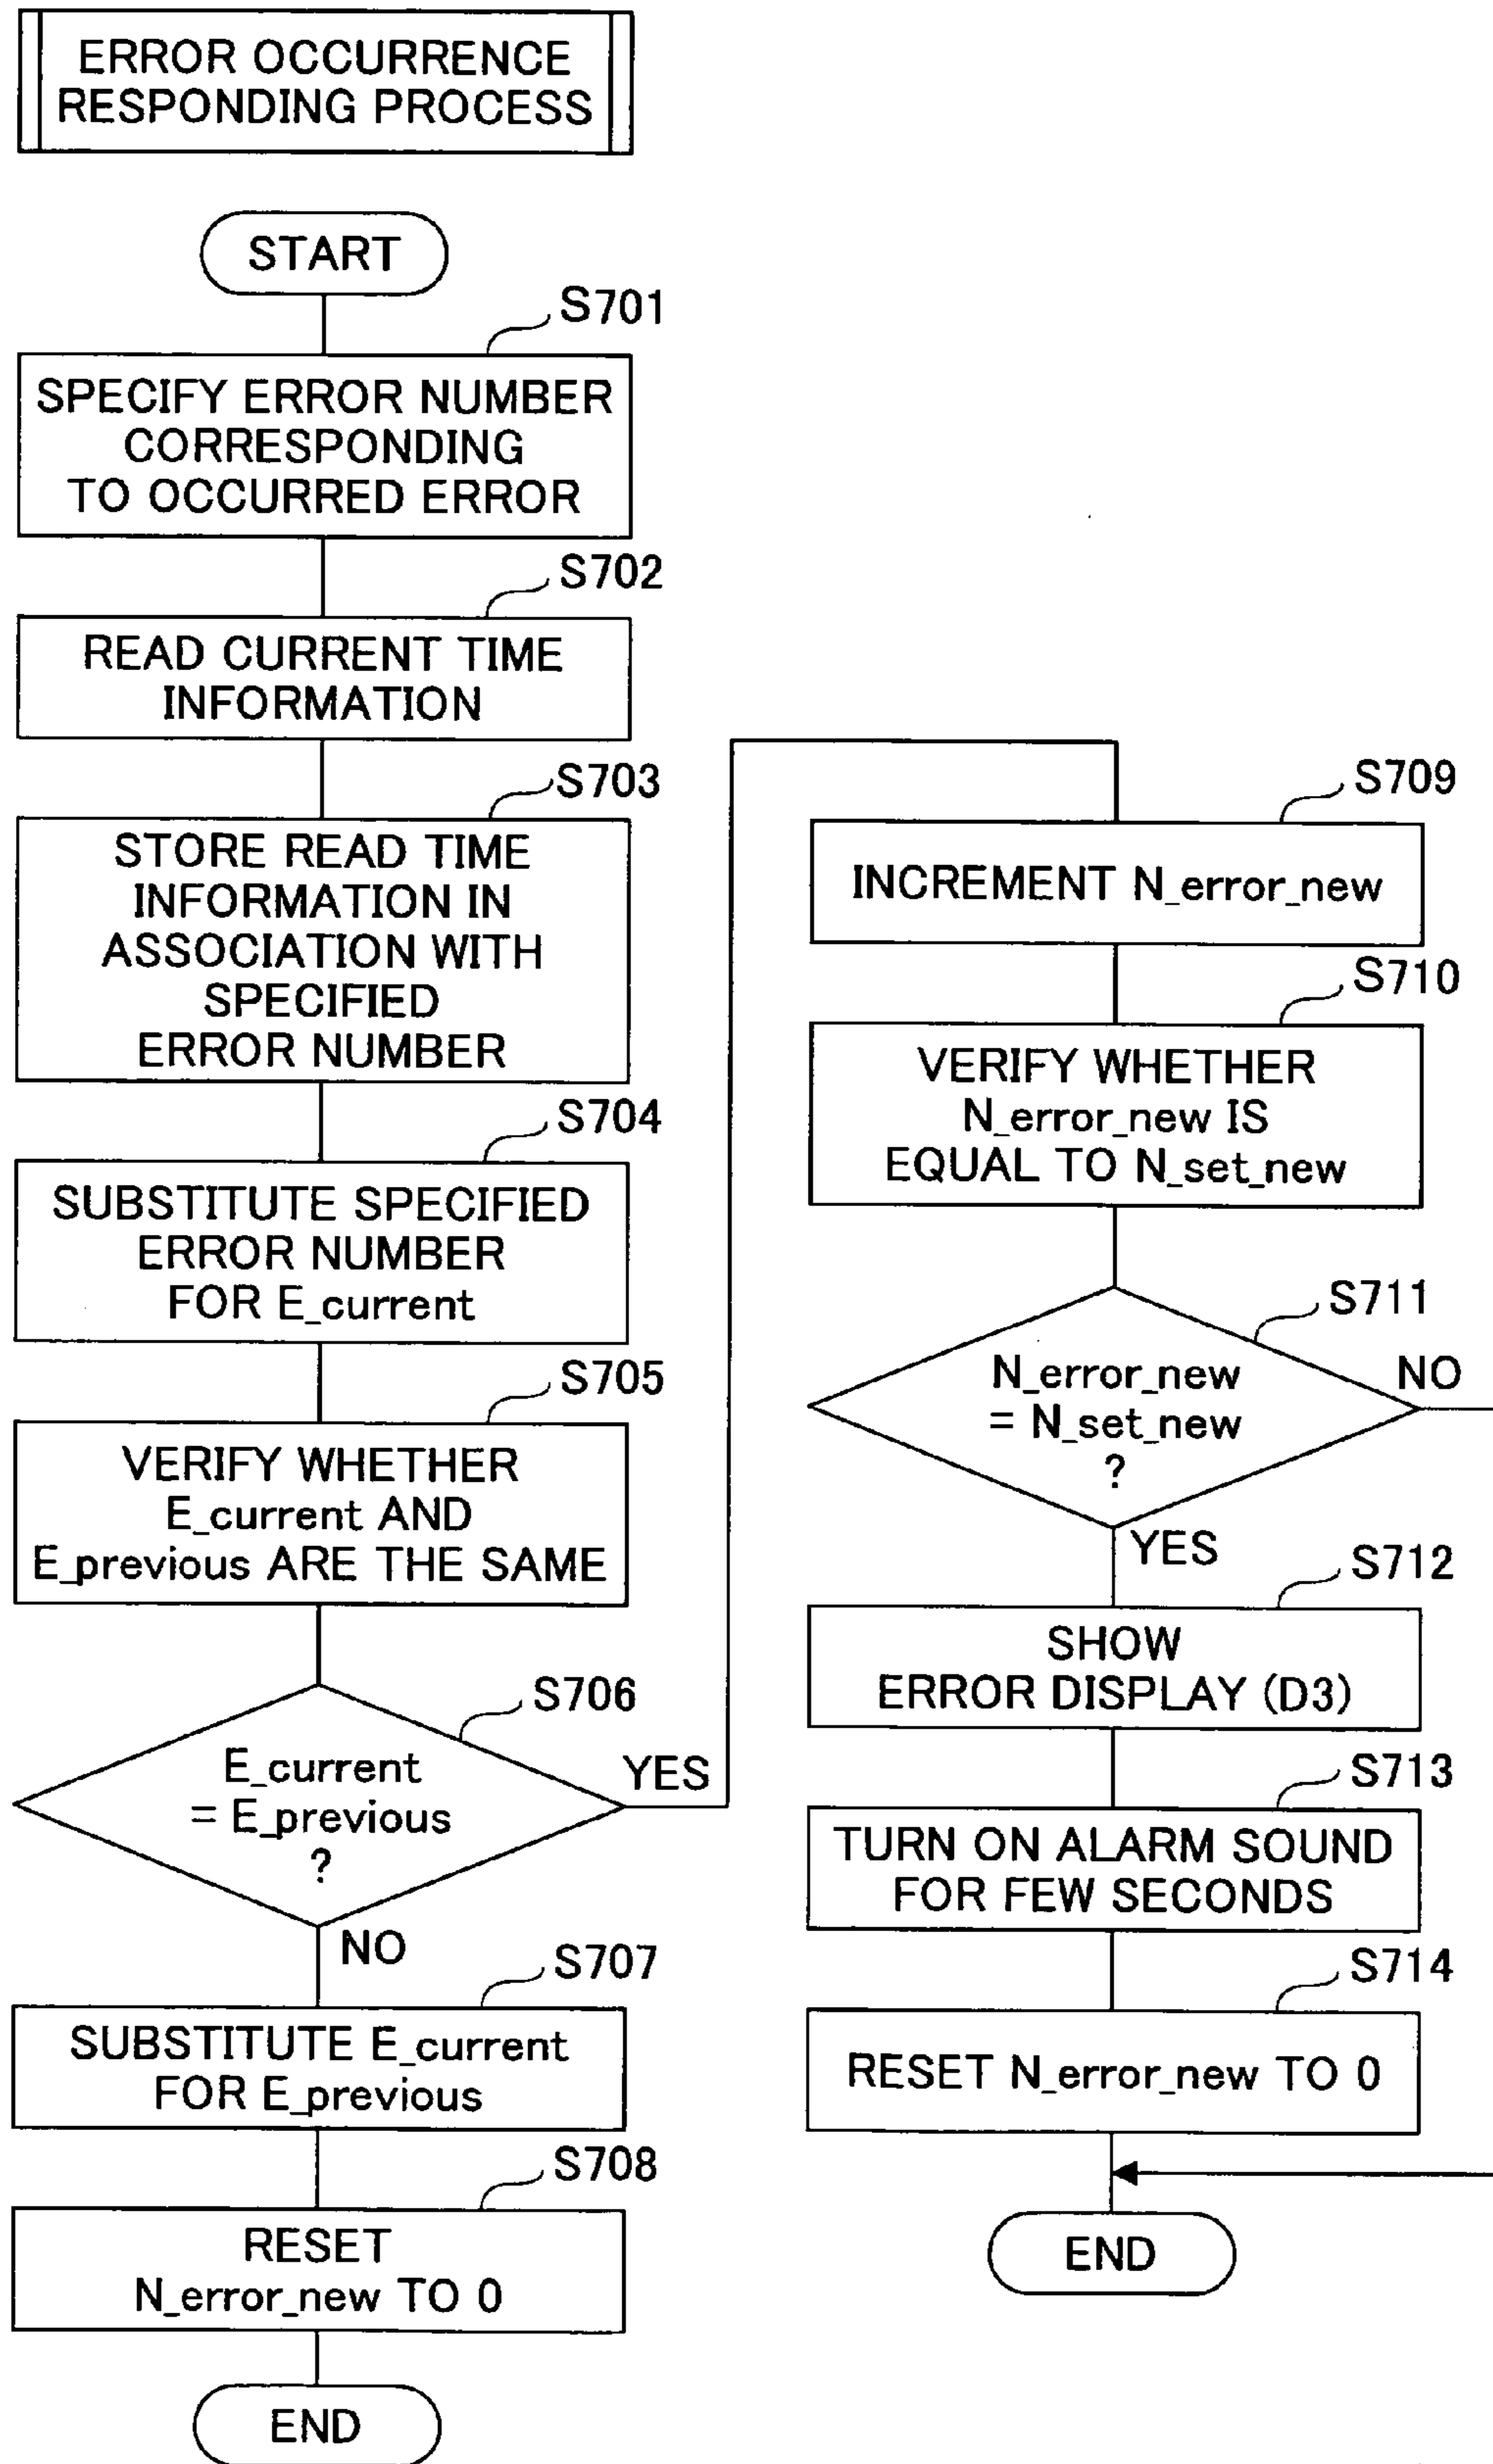 ERROR OCCURRENCE
RESPONDING PROCESS
START
S701
SPECIFY ERROR NUMBER
CORRESPONDING
TO OCCURRED ERROR
S702
READ CURRENT TIME
INFORMATION
S703
STORE READ TIME
INFORMATION IN
ASSOCIATION WITH
SPECIFIED
ERROR NUMBER
S704
SUBSTITUTE SPECIFIED
ERROR NUMBER
FOR E_current
S705
VERIFY WHETHER
E_current AND
E_previous ARE THE SAME
S706
E_current
= E_previous
?
YES
NO
S707
SUBSTITUTE E_current
FOR E_previous
S708
RESET
N_error_new TO 0
END
S709
INCREMENT N_error_new
S710
VERIFY WHETHER
N_error_new IS
EQUAL TO N_set_new
S711
N_error_new
= N_set_new
?
NO
YES
S712
SHOW
ERROR DISPLAY (D3)
S713
TURN ON ALARM SOUND
FOR FEW SECONDS
S714
RESET N_error_new TO 0
END